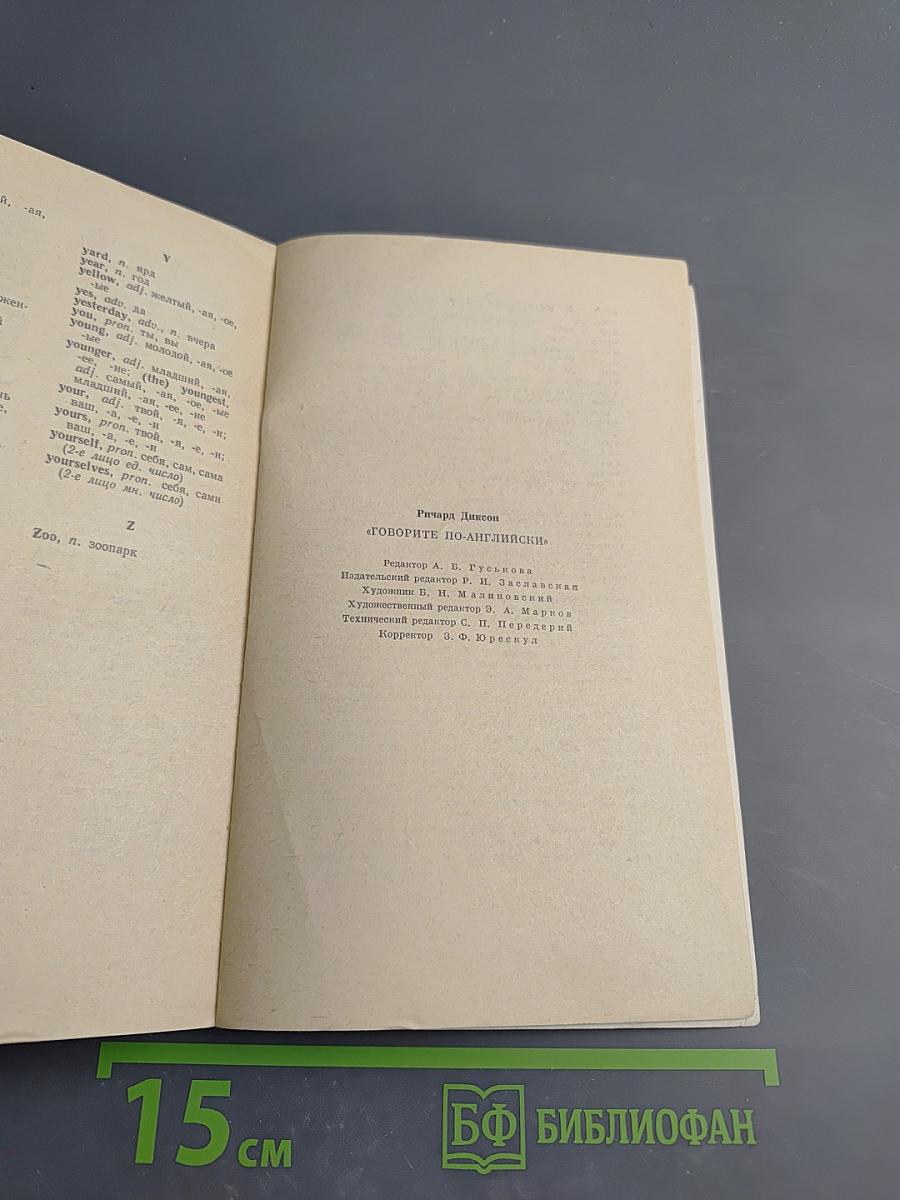 й, -ая,
жен-
й
нь
е,
Y
yard, n. ярд
year, n. год
yellow, adj. желтый, -ая, -ое,
-ые
yes, adv. да
yesterday, adv., n. вчера
you, pron. ты, вы
young, adj. молодой, -ая, -ое
-ые
younger, adj. младший, -ая,
-ее, -ие; (the) youngest,
adj. самый, -ая, -ое, -ые
младший, -ая, -ее, -ие
your, adj. твой, -я, -е, -и;
ваш, -а, -е, -и
yours, pron. твой, -я, -е, -и;
ваш, -а, -е, -и
yourself, pron. себя, сам, сама
(2-е лицо ед. число)
yourselves, pron. себя, сами
(2-е лицо мн. число)
Z
Zoo, n. зоопарк
Ричард Диксон
«ГОВОРИТЕ ПО-АНГЛИЙСКИ»
Редактор А. Б. Гуськова
Издательский редактор Р. И. Заславская
Художник Б. Н. Малиновский
Художественный редактор Э. А. Марков
Технический редактор С. П. Передерий
Корректор З. Ф. Юрескул
15 см
БФ БИБЛИОФАН